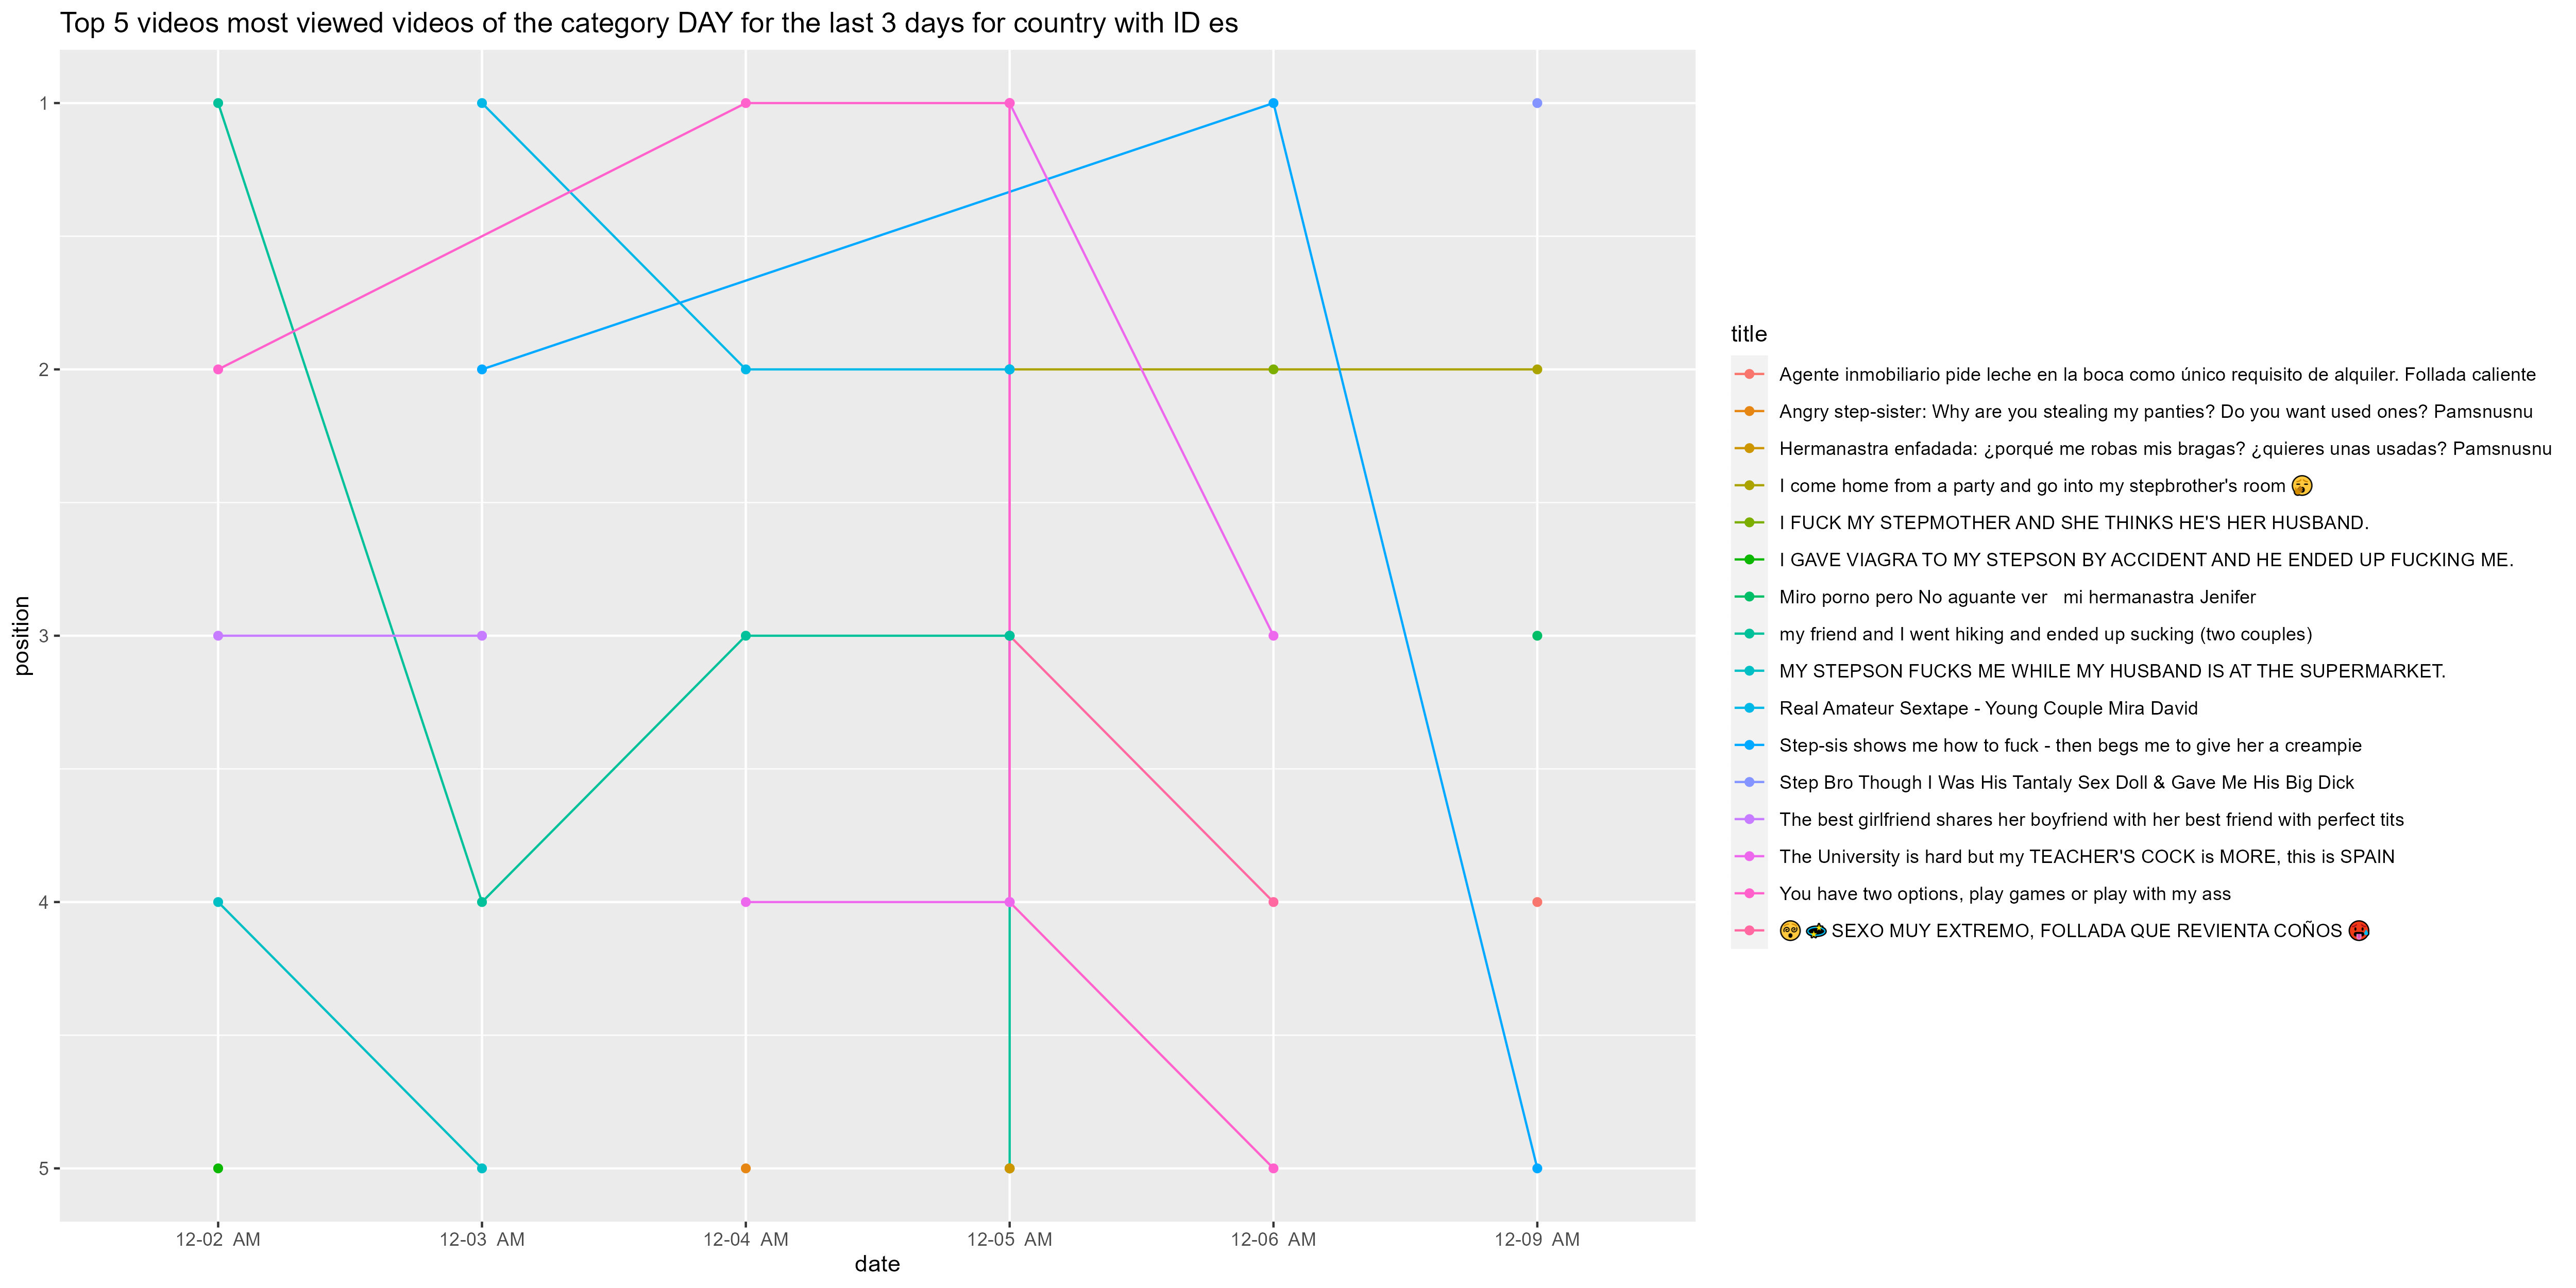 Top 5 videos most viewed videos of the category DAY for the last 3 days for country with ID es
1
2
3
4
5
position
12-02 AM
12-03 AM
12-04 AM
12-05 AM
12-06 AM
12-09 AM
date
title
Agente inmobiliario pide leche en la boca como único requisito de alquiler. Follada caliente
Angry step-sister: Why are you stealing my panties? Do you want used ones? Pamsnusnu
Hermanastra enfadada: ¿porqué me robas mis bragas? ¿quieres unas usadas? Pamsnusnu
I come home from a party and go into my stepbrother's room 🥱
I FUCK MY STEPMOTHER AND SHE THINKS HE'S HER HUSBAND.
I GAVE VIAGRA TO MY STEPSON BY ACCIDENT AND HE ENDED UP FUCKING ME.
Miro porno pero No aguante ver mi hermanastra Jenifer
my friend and I went hiking and ended up sucking (two couples)
MY STEPSON FUCKS ME WHILE MY HUSBAND IS AT THE SUPERMARKET.
Real Amateur Sextape - Young Couple Mira David
Step-sis shows me how to fuck - then begs me to give her a creampie
Step Bro Though I Was His Tantaly Sex Doll & Gave Me His Big Dick
The best girlfriend shares her boyfriend with her best friend with perfect tits
The University is hard but my TEACHER'S COCK is MORE, this is SPAIN
You have two options, play games or play with my ass
😵💫 SEXO MUY EXTREMO, FOLLADA QUE REVIENTA COÑOS 🥵